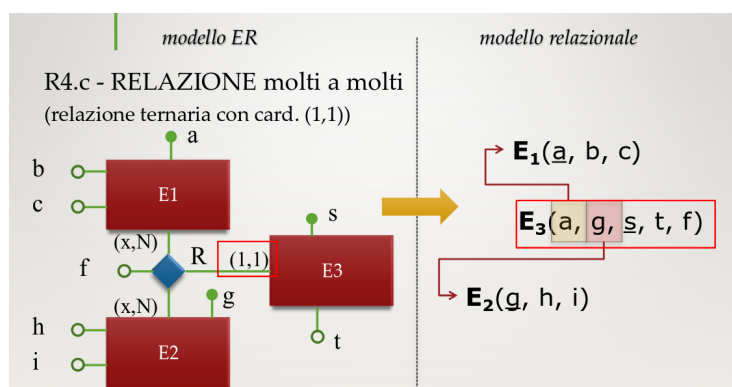 modello ER
modello relazionale
R4.c - RELAZIONE molti a molti
(relazione ternaria con card. (1,1))
a
b
E1
c
(x,N)
s
f
R
(1,1)
E3
(x,N)
g
h
E2
i
t
E1(a, b, c)
E3(a, g, s, t, f)
E2(g, h, i)